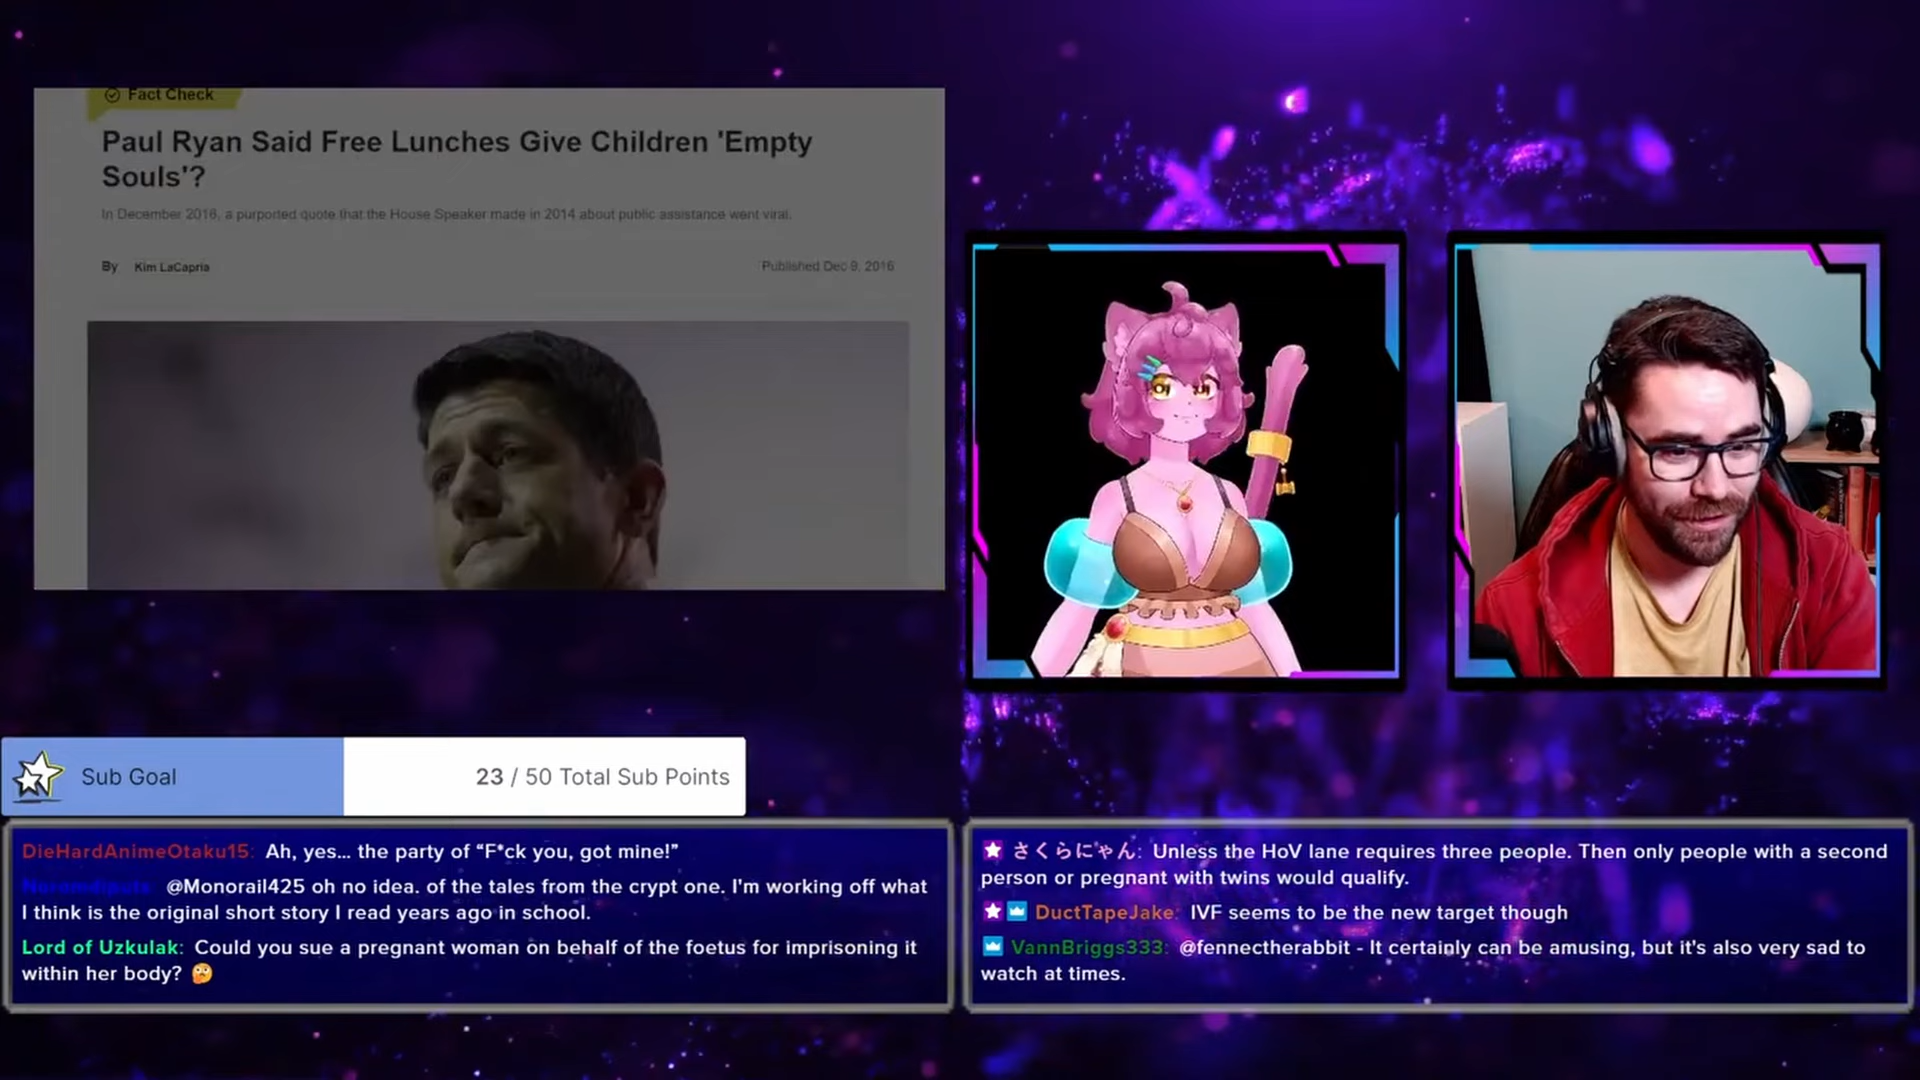 Fact Check
Paul Ryan Said Free Lunches Give Children 'Empty
Souls'?
In December 2016, a purported quote that the House Speaker made in 2014 about public assistance went viral.
By Kim LaCapria
Published Dec 9, 2016
Sub Goal
23 / 50 Total Sub Points
DieHardAnimeOtaku15: Ah, yes... the party of “F*ck you, got mine!”
@Monorail425 oh no idea. of the tales from the crypt one. I'm working off what
I think is the original short story I read years ago in school.
Lord of Uzkulak: Could you sue a pregnant woman on behalf of the foetus for imprisoning it
within her body? 🤔
さくらにゃん: Unless the HoV lane requires three people. Then only people with a second
person or pregnant with twins would qualify.
DuctTapeJake: IVF seems to be the new target though
VannBriggs333: @fennectherabbit - It certainly can be amusing, but it's also very sad to
watch at times.